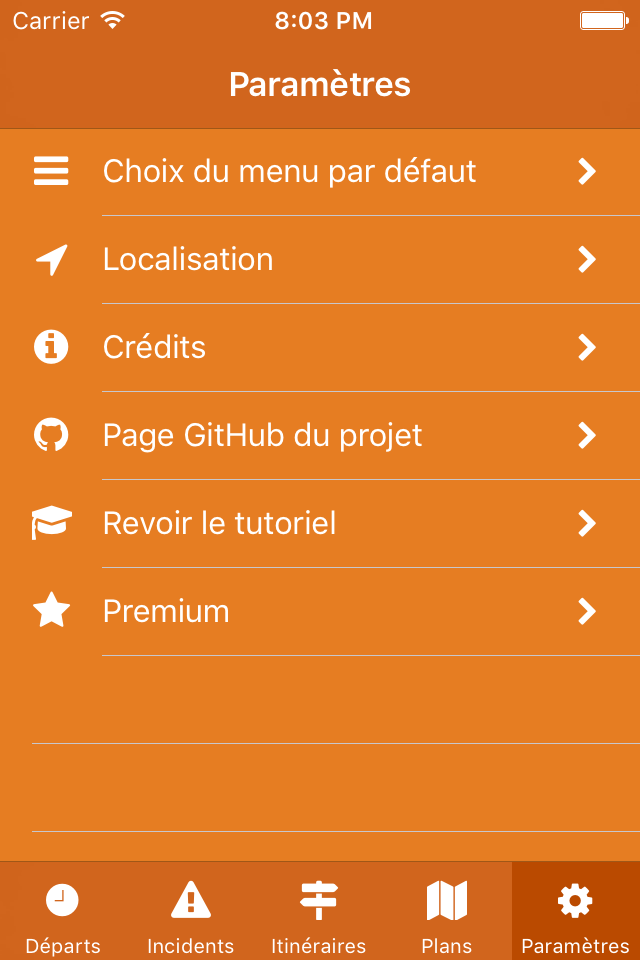 Carrier 8:03 PM
Paramètres
Choix du menu par défaut
Localisation
Crédits
Page GitHub du projet
Revoir le tutoriel
Premium
Départs Incidents Itinéraires Plans Paramètres